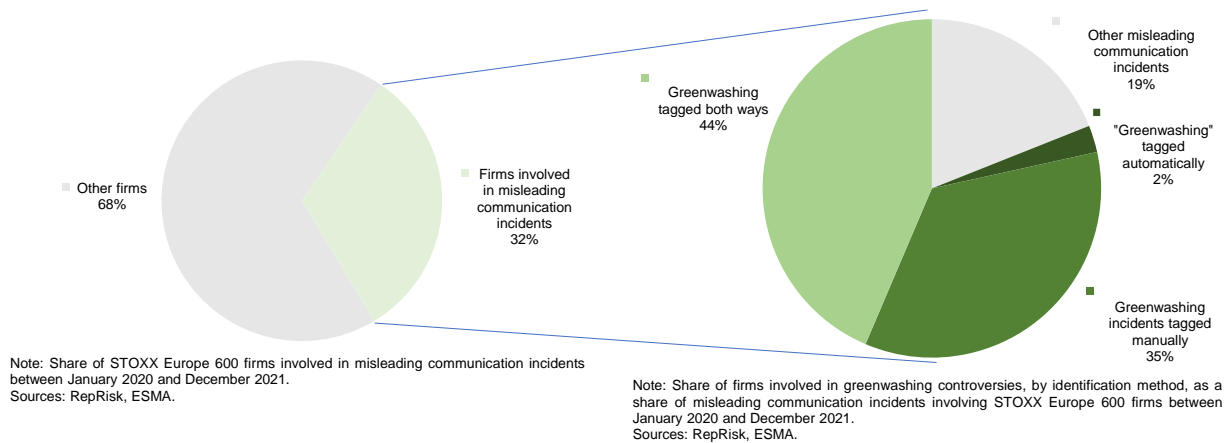 Other firms
68%
Firms involved
in misleading
communication
incidents
32%
Note: Share of STOXX Europe 600 firms involved in misleading communication incidents
between January 2020 and December 2021.
Sources: RepRisk, ESMA.
Greenwashing
tagged both ways
44%
Other misleading
communication
incidents
19%
"Greenwashing"
tagged
automatically
2%
Greenwashing
incidents tagged
manually
35%
Note: Share of firms involved in greenwashing controversies, by identification method, as a
share of misleading communication incidents involving STOXX Europe 600 firms between
January 2020 and December 2021.
Sources: RepRisk, ESMA.